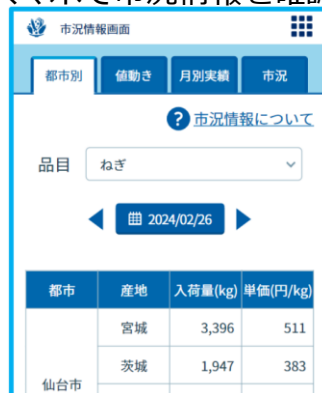 市況情報画面
都市別 値動き 月別実績 市況
? 市況情報について
品目 ねぎ
2024/02/26
都市 産地 入荷量(kg) 単価(円/kg)
宮城 3,396 511
茨城 1,947 383
仙台市